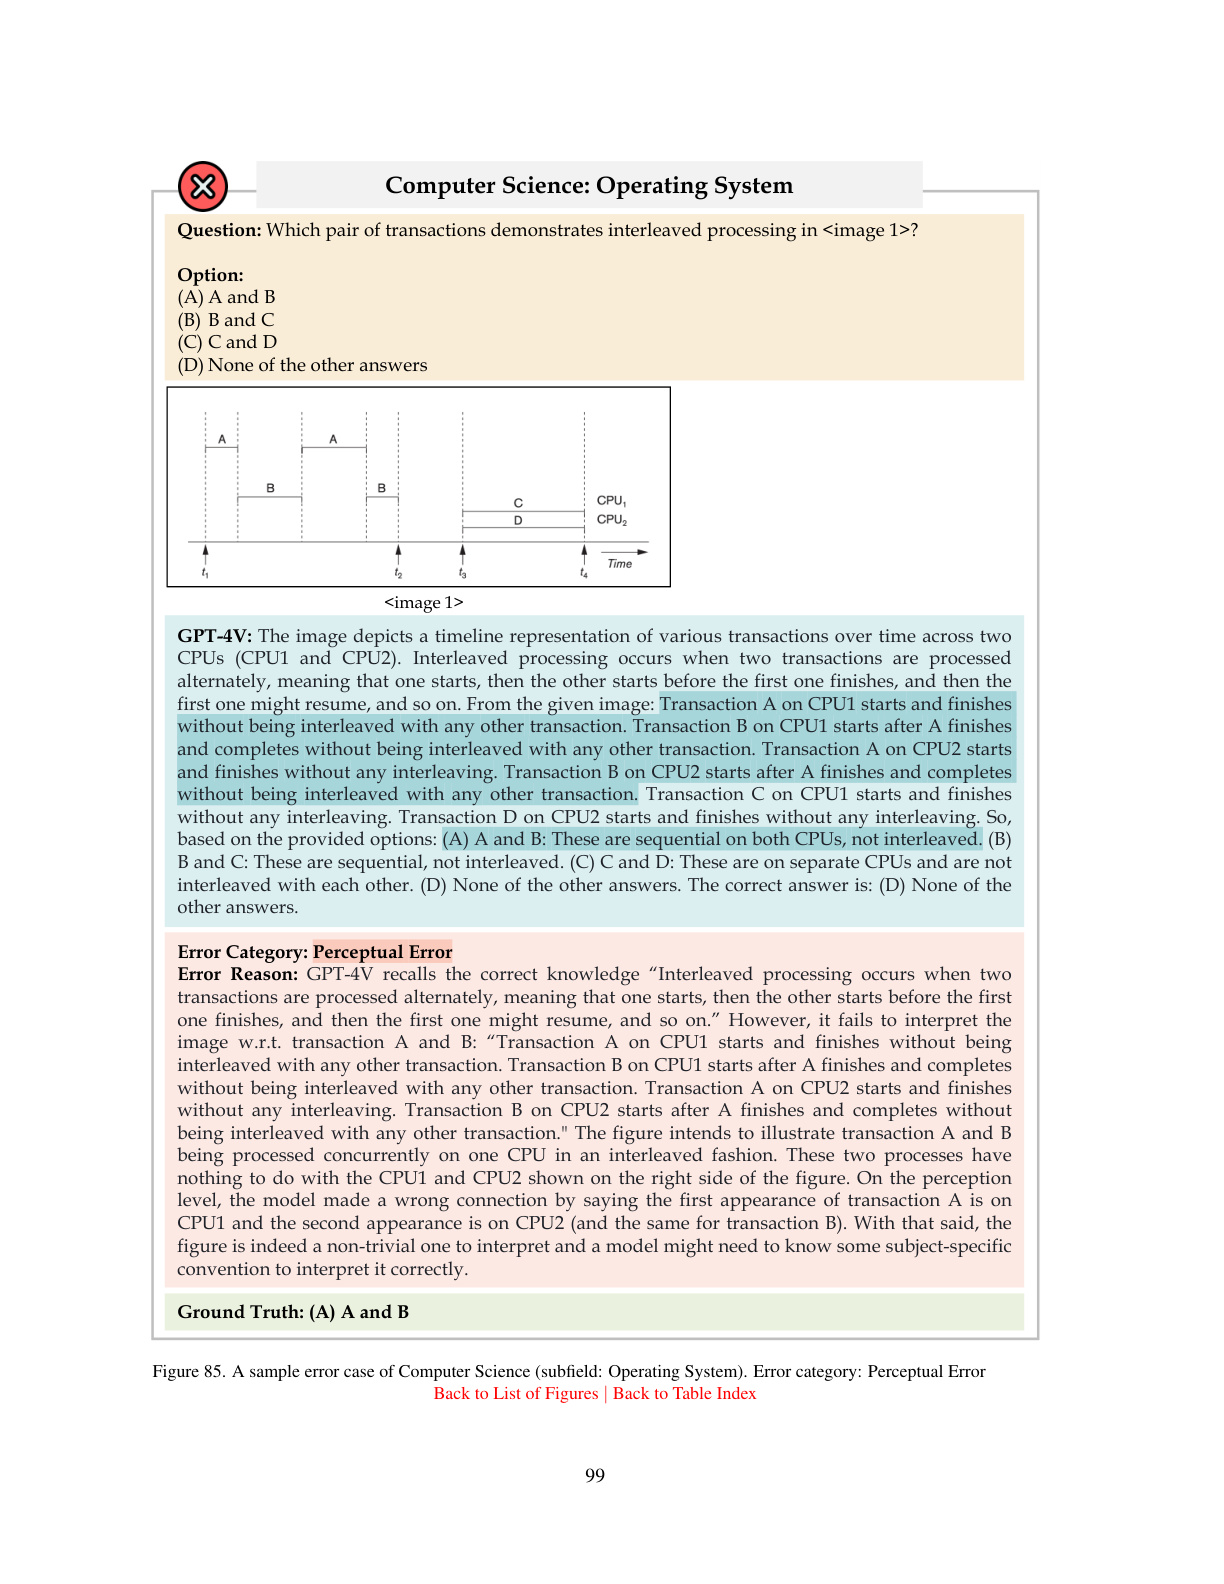 Computer Science: Operating System
Question: Which pair of transactions demonstrates interleaved processing in <image 1>?
Option:
(A) A and B
(B) B and C
(C) C and D
(D) None of the other answers
A
A
B
B
C
CPU1
D
CPU2
Time
t1
t2
t3
t4
<image 1>
GPT-4V: The image depicts a timeline representation of various transactions over time across two
CPUs (CPU1 and CPU2). Interleaved processing occurs when two transactions are processed
alternately, meaning that one starts, then the other starts before the first one finishes, and then the
first one might resume, and so on. From the given image: Transaction A on CPU1 starts and finishes
without being interleaved with any other transaction. Transaction B on CPU1 starts after A finishes
and completes without being interleaved with any other transaction. Transaction A on CPU2 starts
and finishes without any interleaving. Transaction B on CPU2 starts after A finishes and completes
without being interleaved with any other transaction. Transaction C on CPU1 starts and finishes
without any interleaving. Transaction D on CPU2 starts and finishes without any interleaving. So,
based on the provided options: (A) A and B: These are sequential on both CPUs, not interleaved. (B)
B and C: These are sequential, not interleaved. (C) C and D: These are on separate CPUs and are not
interleaved with each other. (D) None of the other answers. The correct answer is: (D) None of the
other answers.
Error Category: Perceptual Error
Error Reason: GPT-4V recalls the correct knowledge “Interleaved processing occurs when two
transactions are processed alternately, meaning that one starts, then the other starts before the first
one finishes, and then the first one might resume, and so on.” However, it fails to interpret the
image w.r.t. transaction A and B: “Transaction A on CPU1 starts and finishes without being
interleaved with any other transaction. Transaction B on CPU1 starts after A finishes and completes
without being interleaved with any other transaction. Transaction A on CPU2 starts and finishes
without any interleaving. Transaction B on CPU2 starts after A finishes and completes without
being interleaved with any other transaction." The figure intends to illustrate transaction A and B
being processed concurrently on one CPU in an interleaved fashion. These two processes have
nothing to do with the CPU1 and CPU2 shown on the right side of the figure. On the perception
level, the model made a wrong connection by saying the first appearance of transaction A is on
CPU1 and the second appearance is on CPU2 (and the same for transaction B). With that said, the
figure is indeed a non-trivial one to interpret and a model might need to know some subject-specific
convention to interpret it correctly.
Ground Truth: (A) A and B
Figure 85. A sample error case of Computer Science (subfield: Operating System). Error category: Perceptual Error
Back to List of Figures | Back to Table Index
99